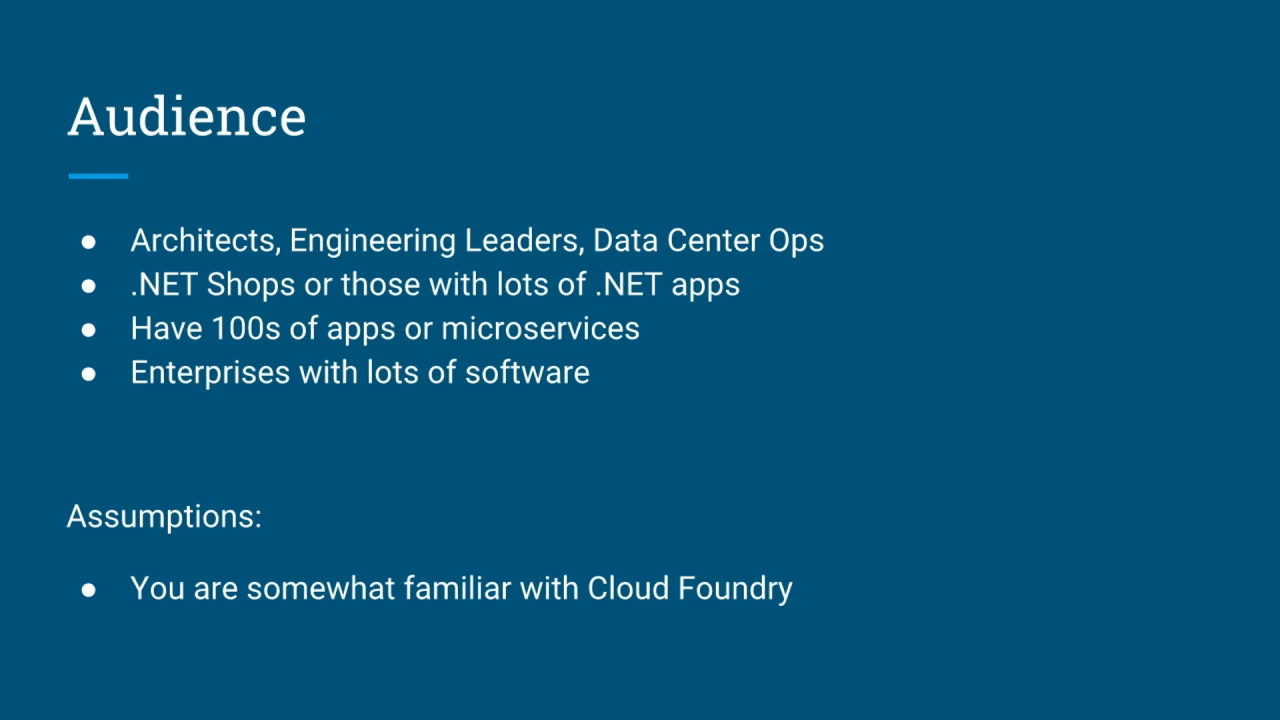 Audience
● Architects, Engineering Leaders, Data Center Ops
● .NET Shops or those with lots of .NET apps
● Have 100s of apps or microservices
● Enterprises with lots of software
Assumptions:
● You are somewhat familiar with Cloud Foundry